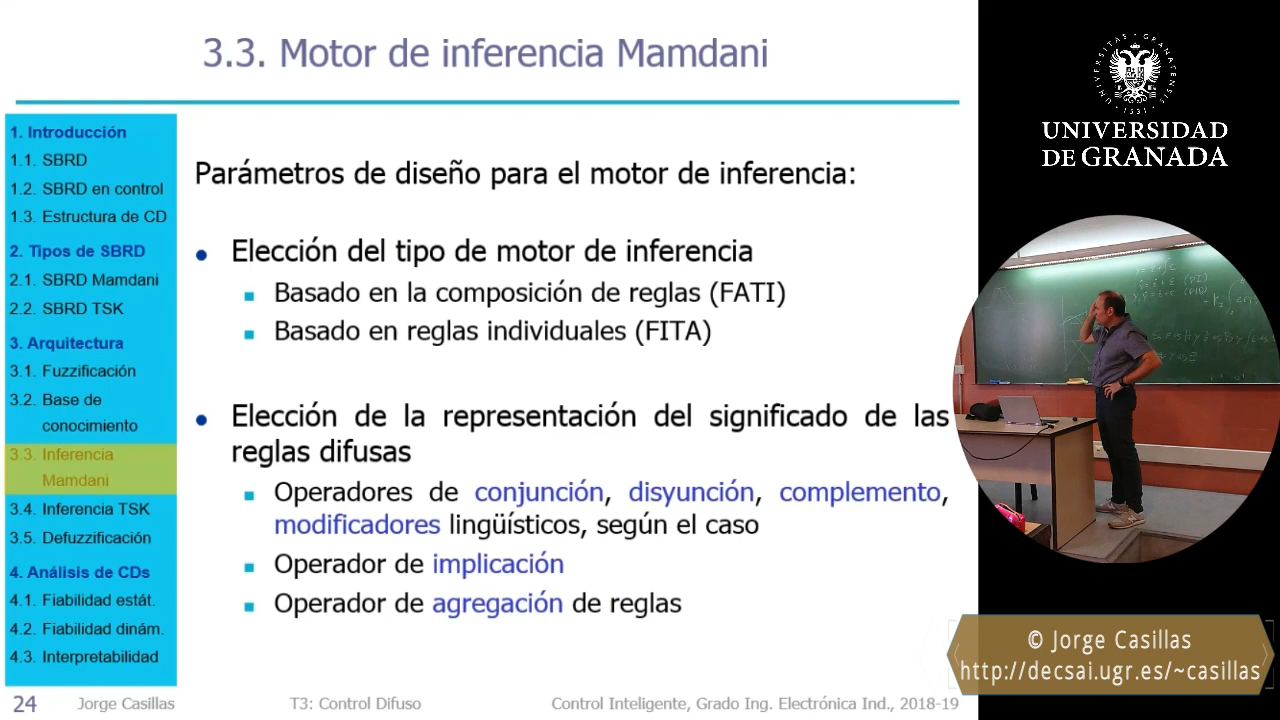 3.3. Motor de inferencia Mamdani
1. Introducción
1.1. SBRD
1.2. SBRD en control
1.3. Estructura de CD
2. Tipos de SBRD
2.1. SBRD Mamdani
2.2. SBRD TSK
3. Arquitectura
3.1. Fuzzificación
3.2. Base de
conocimiento
3.3. Inferencia
Mamdani
3.4. Inferencia TSK
3.5. Defuzzificación
4. Análisis de CDs
4.1. Fiabilidad estát.
4.2. Fiabilidad dinám.
4.3. Interpretabilidad
Parámetros de diseño para el motor de inferencia:
• Elección del tipo de motor de inferencia
▪ Basado en la composición de reglas (FATI)
▪ Basado en reglas individuales (FITA)
• Elección de la representación del significado de las
reglas difusas
▪ Operadores de conjunción, disyunción, complemento,
modificadores lingüísticos, según el caso
▪ Operador de implicación
▪ Operador de agregación de reglas
24 Jorge Casillas T3: Control Difuso Control Inteligente, Grado Ing. Electrónica Ind., 2018-19
UNIVERSIDAD
DE GRANADA
© Jorge Casillas
http://decsai.ugr.es/~casillas